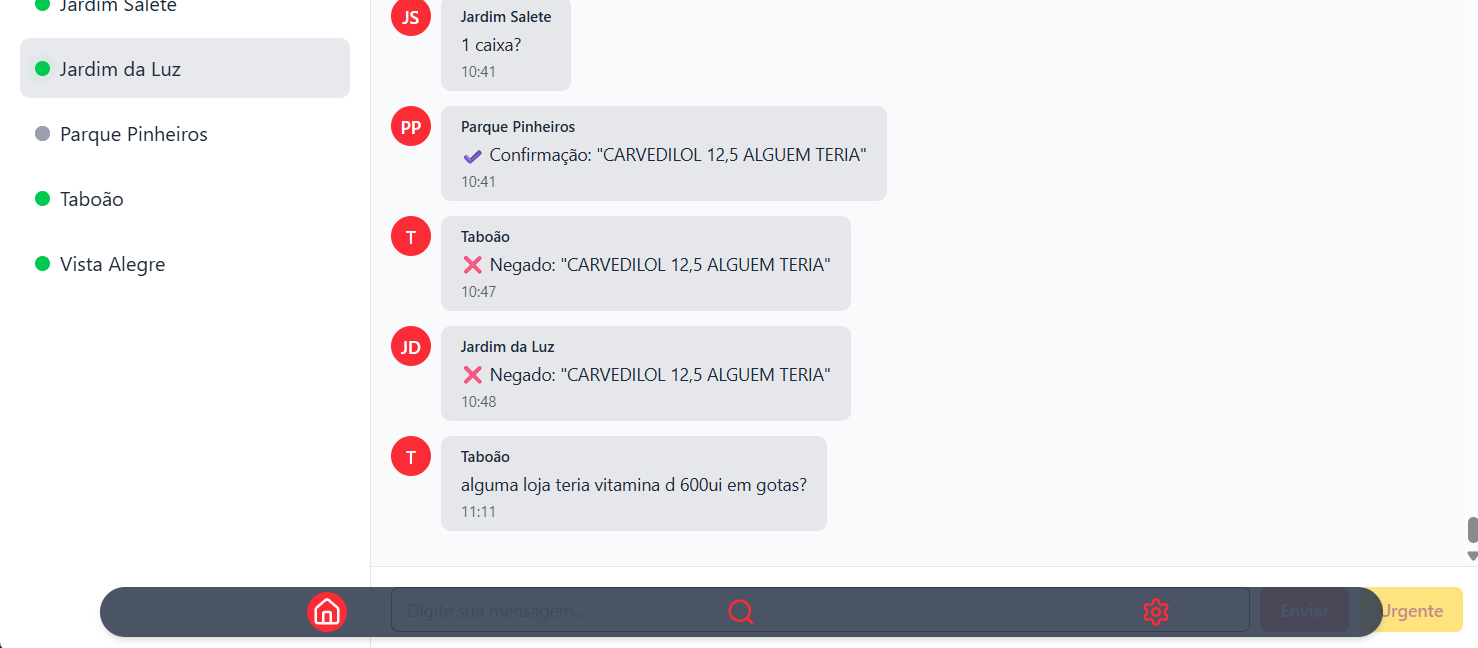 Jardim Salete
Jardim da Luz
Parque Pinheiros
Taboão
Vista Alegre
JS
Jardim Salete
1 caixa?
10:41
PP
Parque Pinheiros
✔ Confirmação: "CARVEDILOL 12,5 ALGUEM TERIA"
10:41
T
Taboão
❌ Negado: "CARVEDILOL 12,5 ALGUEM TERIA"
10:47
JD
Jardim da Luz
❌ Negado: "CARVEDILOL 12,5 ALGUEM TERIA"
10:48
T
Taboão
alguma loja teria vitamina d 600ui em gotas?
11:11
Digite sua mensagem...
Enviar
Urgente